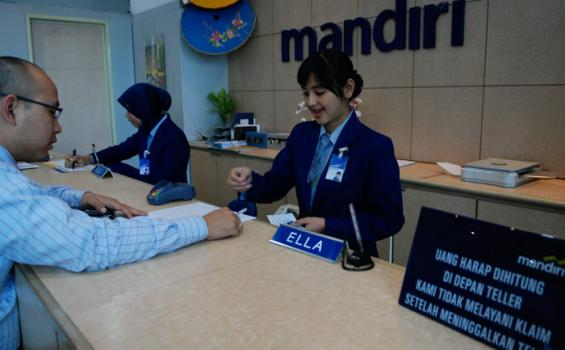 mandiri
ELLA
mandiri
UANG HARAP DIHITUNG
DI DEPAN TELLER
KAMI TIDAK MELAYANI KLAIM
SETELAH MENINGGALKAN